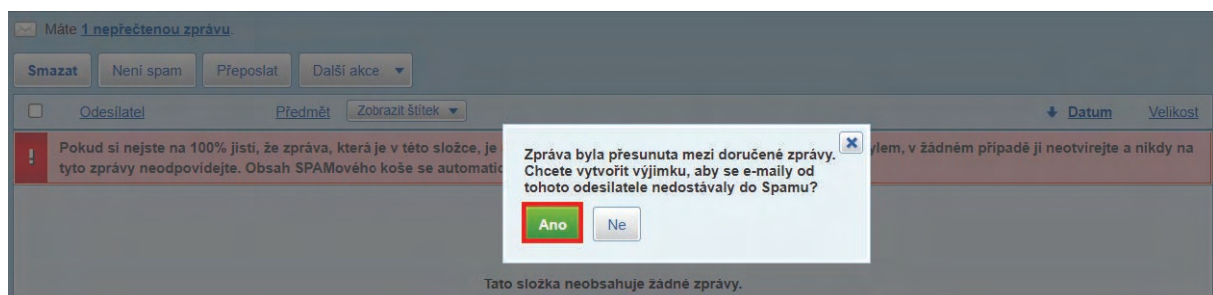 Máte 1 nepřečtenou zprávu.
Smazat Není spam Přeposlat Další akce
Odesílatel Předmět Zobrazit štítek Datum Velikost
! Pokud si nejste na 100% jistí, že zpráva, která je v této složce, je ylem, v žádném případě ji neotvírejte a nikdy na
tyto zprávy neodpovídejte. Obsah SPAMového koše se automatic
Zpráva byla přesunuta mezi doručené zprávy.
Chcete vytvořit výjimku, aby se e-maily od
tohoto odesílatele nedostávaly do Spamu?
Ano Ne
Tato složka neobsahuje žádné zprávy.